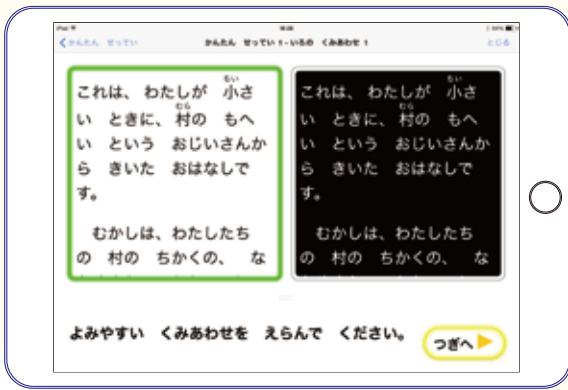 iPad
かんたん せってい
かんたん せってい 1 - いろの くみあわせ 1
とじる
これは、 わたしが 小さ
い ときに、 村の もへ
い という おじいさんか
ら きいた おはなしで
す。
むかしは、わたしたち
の 村の ちかくの、 な
これは、 わたしが 小さ
い ときに、 村の もへ
い という おじいさんか
ら きいた おはなしで
す。
むかしは、わたしたち
の 村の ちかくの、 な
よみやすい くみあわせを えらんで ください。
つぎへ